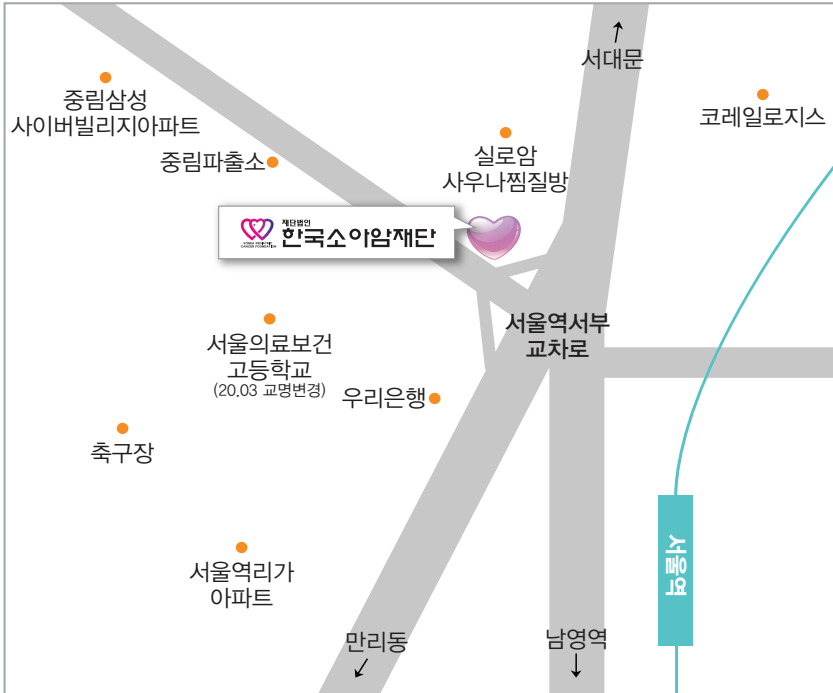 ↑
서대문
중림삼성
사이버빌리지아파트
코레일로지스
중림파출소
실로암
사우나찜질방
재단법인
한국소아암재단
KOREA PEDIATRIC
CANCER FOUNDATION
서울역서부
교차로
서울의료보건
고등학교
(20.03 교명변경)
우리은행
축구장
서울역
서울역리가
아파트
만리동
↙
남영역
↓